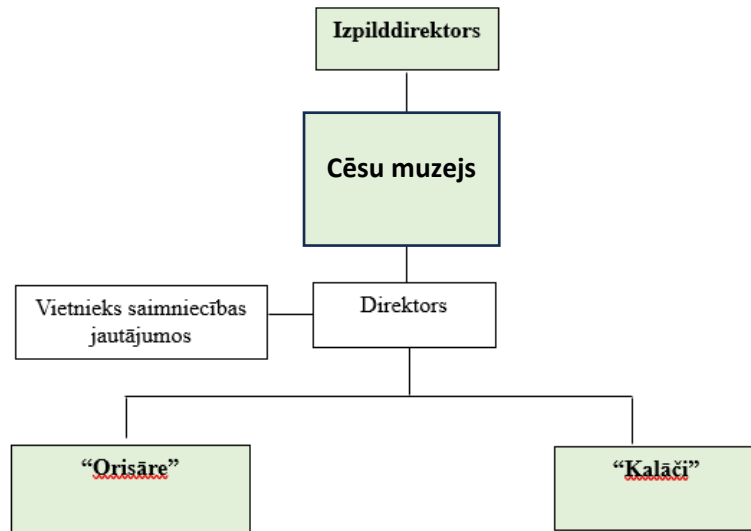 Izpilddirektors
Cēsu muzejs
Vietnieks saimniecības
jautājumos
Direktors
“Orisāre”
“Kalāči”